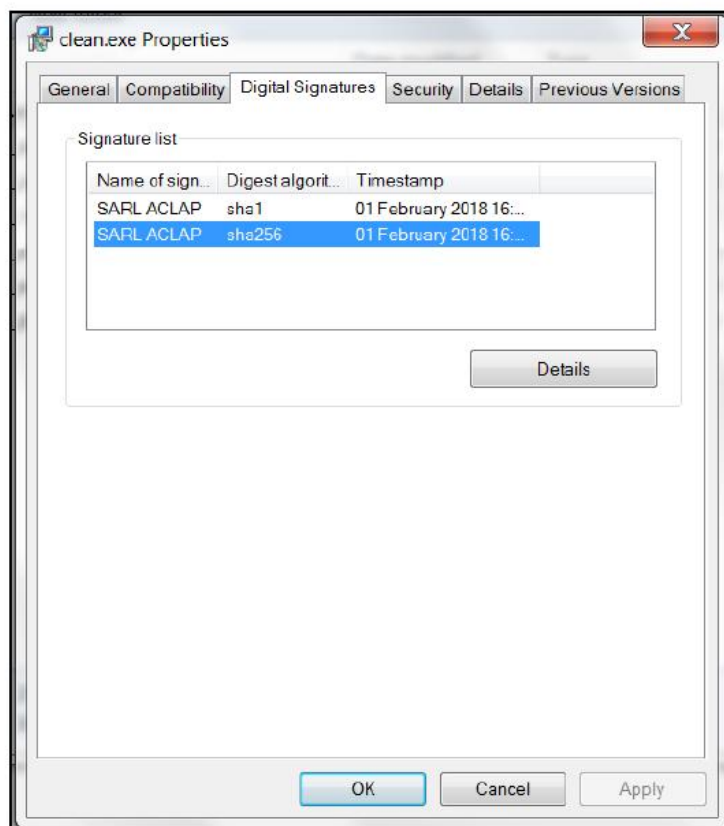 clean.exe Properties
General Compatibility Digital Signatures Security Details Previous Versions
Signature list
Name of sign... Digest algorit... Timestamp
SARL ACLAP sha1 01 February 2018 16:...
SARL ACLAP sha256 01 February 2018 16:...
Details
OK Cancel Apply